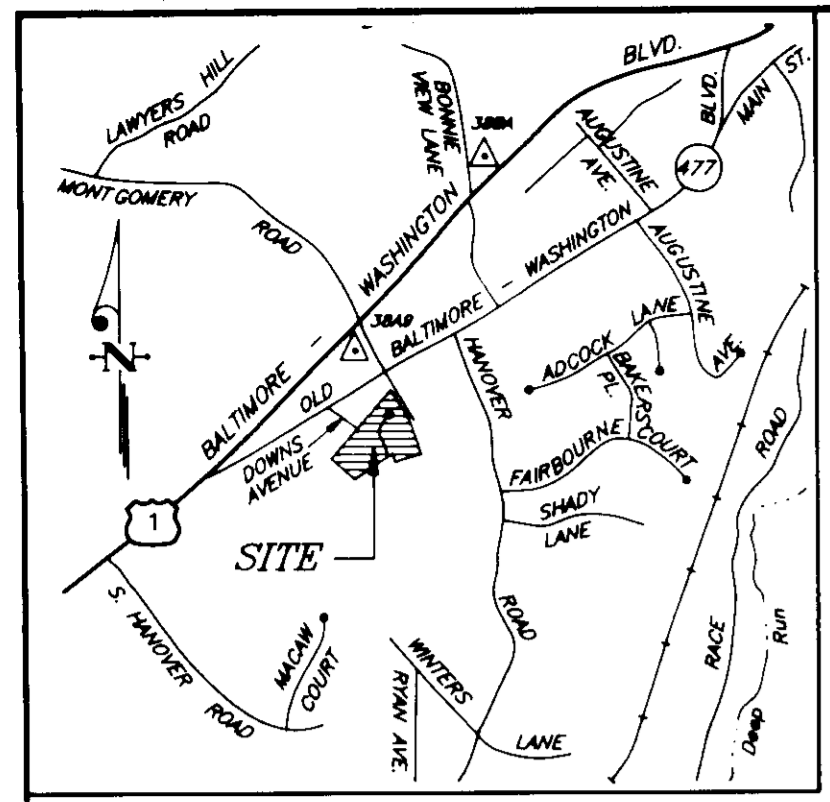 LAWYERS HILL
ROAD
MONTGOMERY
ROAD
BONNIE
VIEW LANE
BLVD.
BLVD.
MAIN ST.
477
AUGUSTINE
AVE.
WASHINGTON
WASHINGTON
AUGUSTINE
AVE.
38A9
BALTIMORE -
BALTIMORE -
OLD
N
HANOVER
ROAD
ADCOCK LANE
BAKERS COURT
PL.
FAIRBOURNE
SHADY
LANE
DOWNS
AVENUE
1
SITE
S. HANOVER
ROAD
MACAW
COURT
WINTERS
LANE
RYAN AVE.
RACE
ROAD
Deep
Run